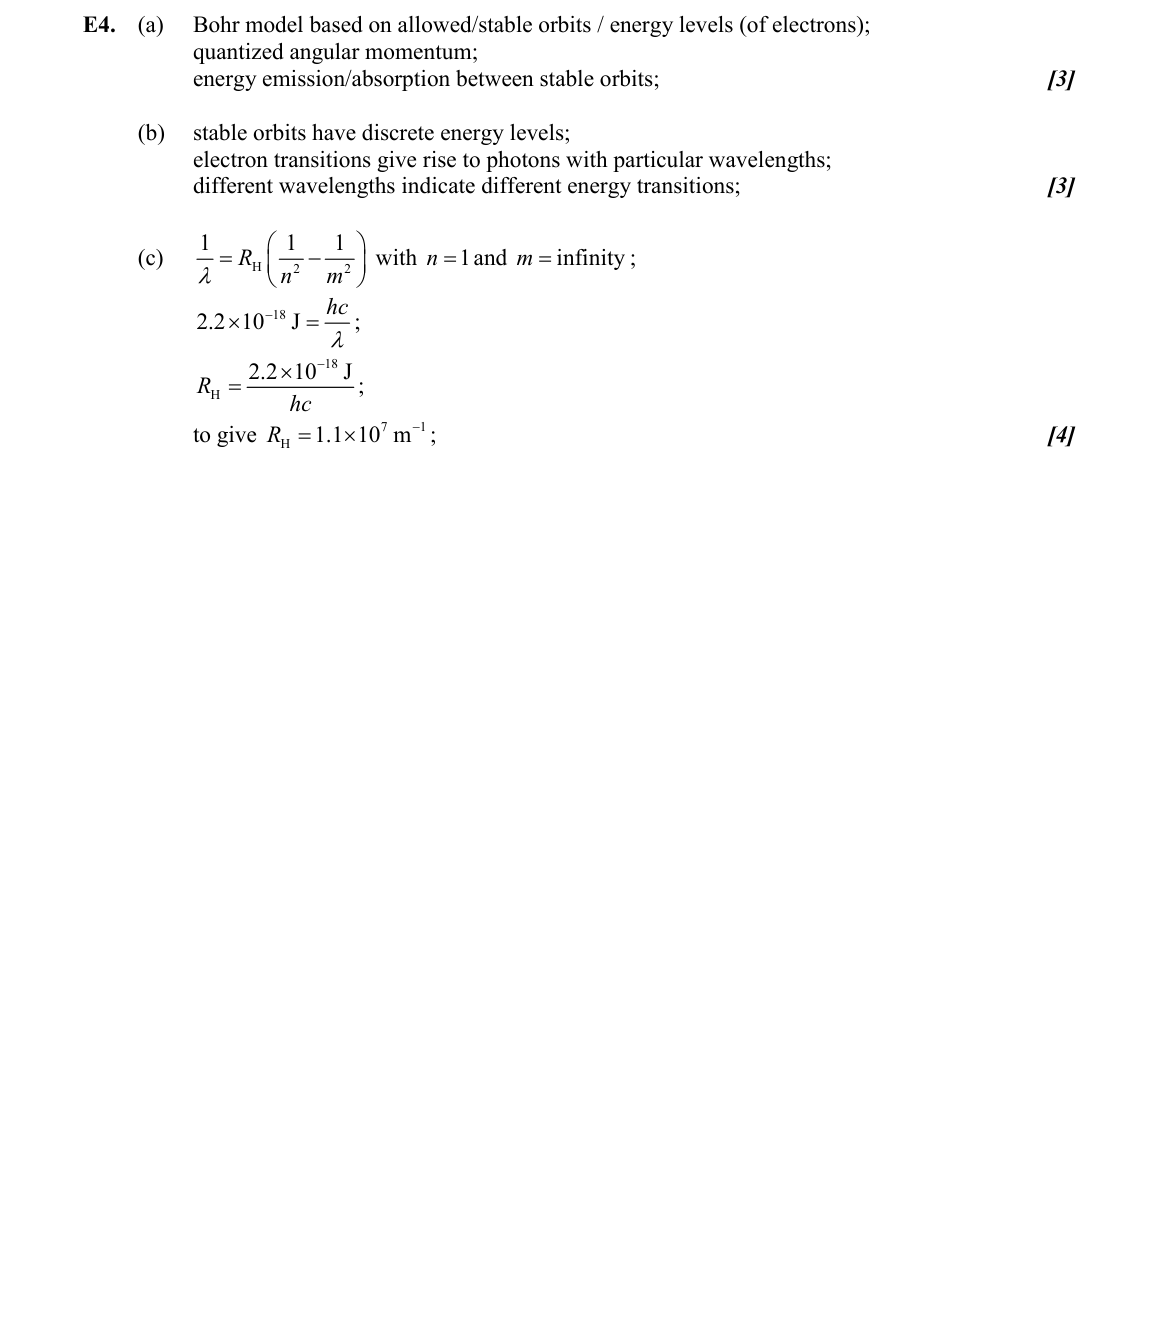 E4. (a) Bohr model based on allowed/stable orbits / energy levels (of electrons);
quantized angular momentum;
energy emission/absorption between stable orbits; [3]
(b) stable orbits have discrete energy levels;
electron transitions give rise to photons with particular wavelengths;
different wavelengths indicate different energy transitions; [3]
(c) 1/λ = R_H (1/n² − 1/m²) with n = 1 and m = infinity ;
2.2×10⁻¹⁸ J = hc/λ ;
R_H = 2.2×10⁻¹⁸ J / hc ;
to give R_H = 1.1×10⁷ m⁻¹ ; [4]